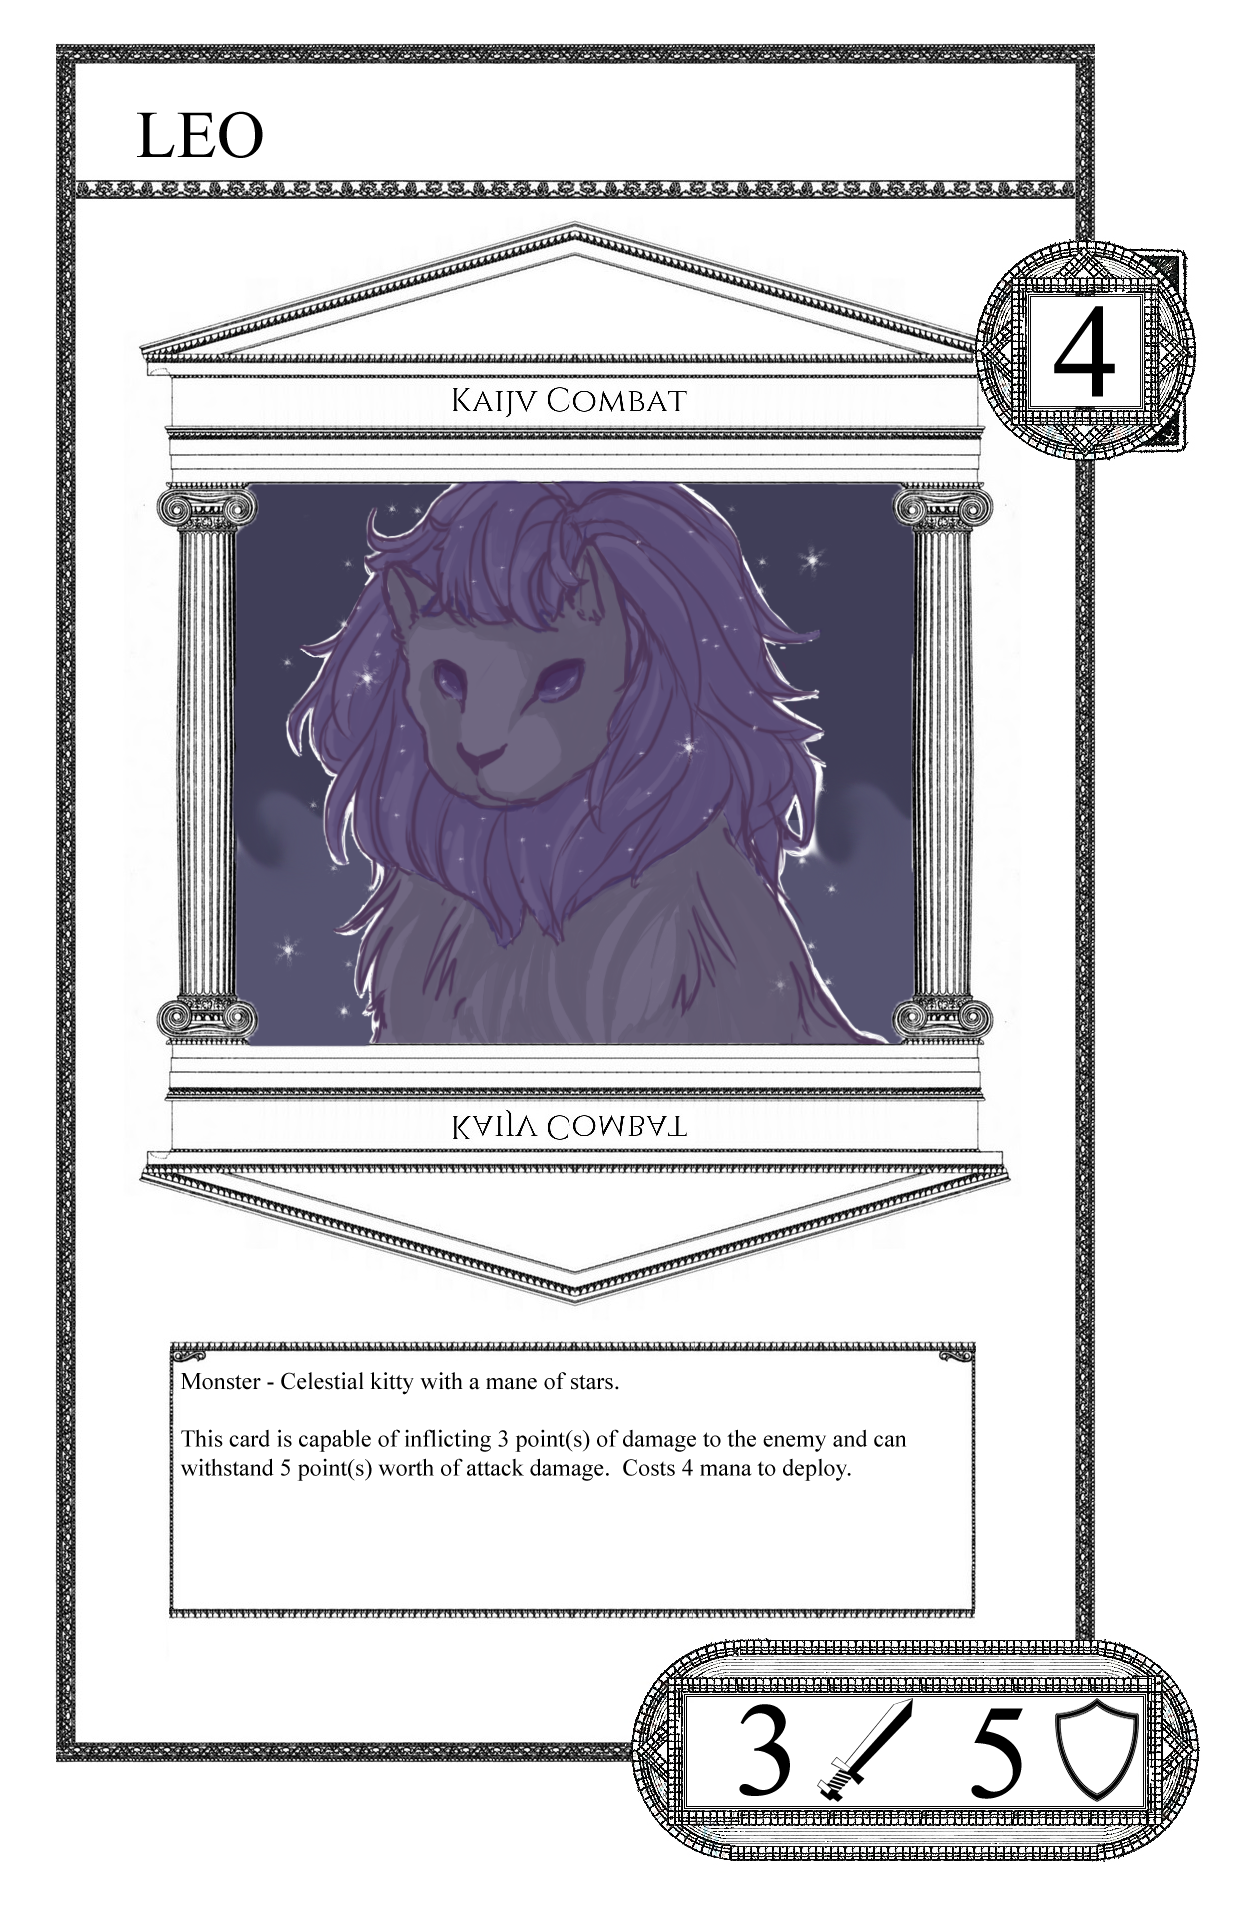 LEO
4
KAIJV COMBAT
KAIJV COMBAT
Monster - Celestial kitty with a mane of stars.
This card is capable of inflicting 3 point(s) of damage to the enemy and can
withstand 5 point(s) worth of attack damage.  Costs 4 mana to deploy.
3 5